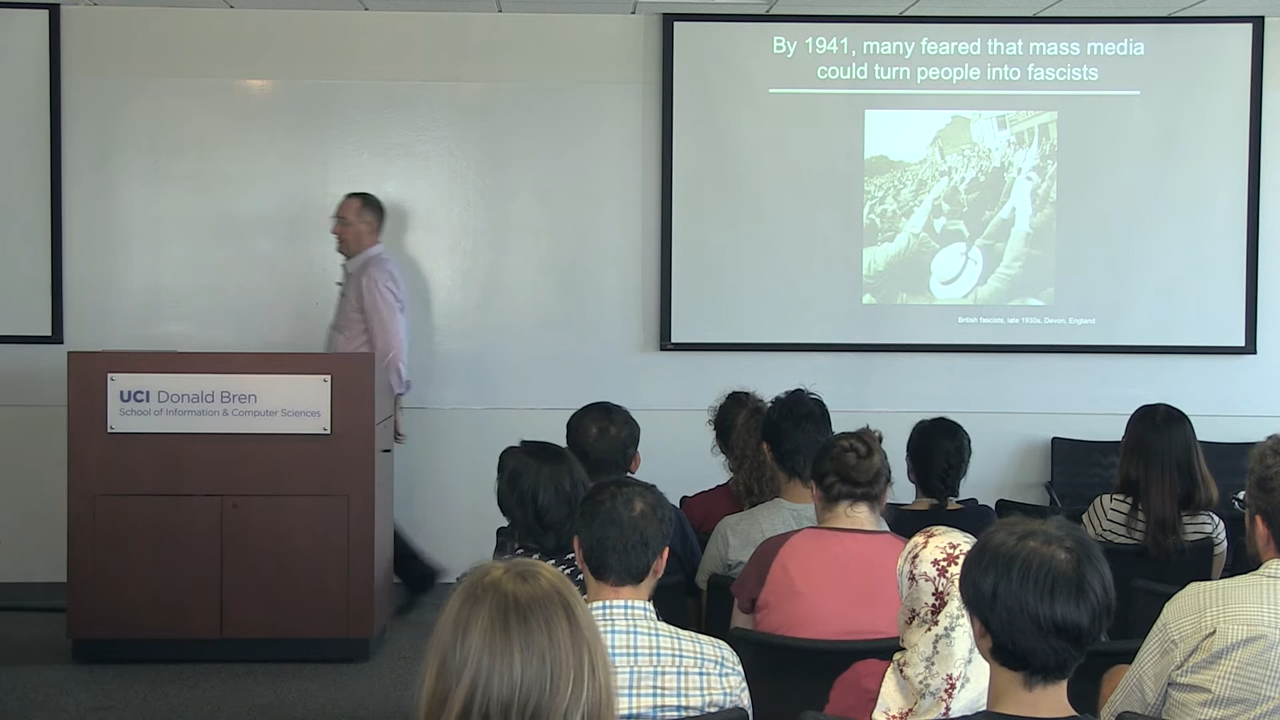 By 1941, many feared that mass media
could turn people into fascists
British fascists, late 1930s, Devon, England
UCI Donald Bren
School of Information & Computer Sciences